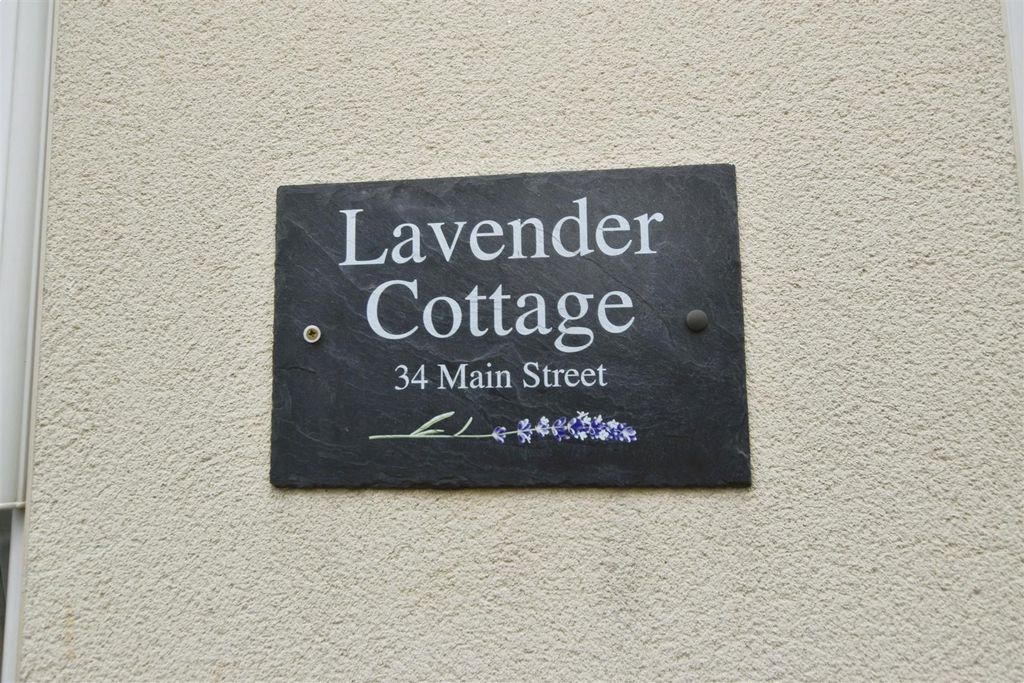 Lavender
Cottage
34 Main Street